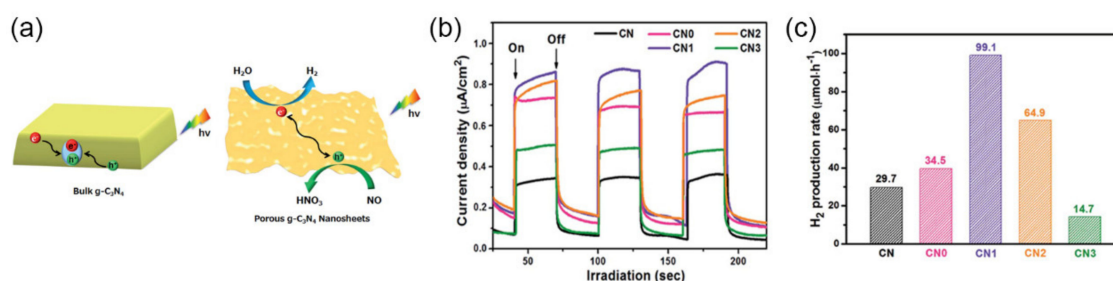 (a)
H₂O
H₂
hv
e⁻
h⁺
e⁻
e⁻
h⁺
h⁺
hv
Bulk g-C₃N₄
HNO₃
NO
Porous g-C₃N₄ Nanosheets
(b)
Current density (μA/cm²)
1.0
0.8
0.6
0.4
0.2
0.0
On
Off
CN
CN0
CN2
CN1
CN3
50
100
150
200
Irradiation (sec)
(c)
H₂ production rate (μmol·h⁻¹)
100
80
60
40
20
0
29.7
34.5
99.1
64.9
14.7
CN
CN0
CN1
CN2
CN3